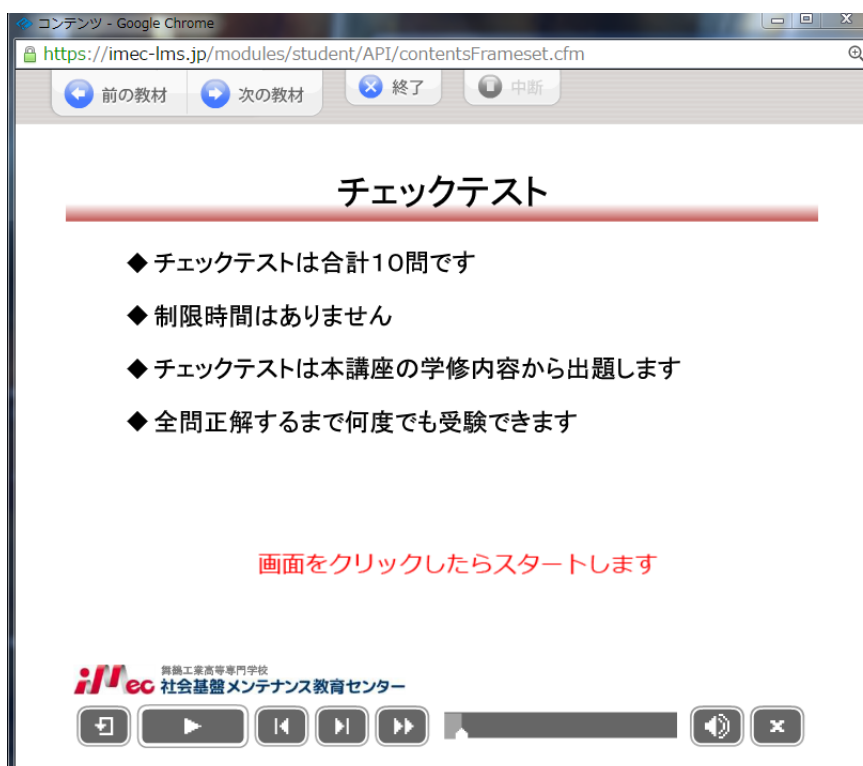 コンテンツ - Google Chrome
https://imec-lms.jp/modules/student/API/contentsFrameset.cfm
前の教材 次の教材 終了 中断
チェックテスト
◆ チェックテストは合計10問です
◆ 制限時間はありません
◆ チェックテストは本講座の学修内容から出題します
◆ 全問正解するまで何度でも受験できます
画面をクリックしたらスタートします
舞鶴工業高等専門学校
iMec 社会基盤メンテナンス教育センター